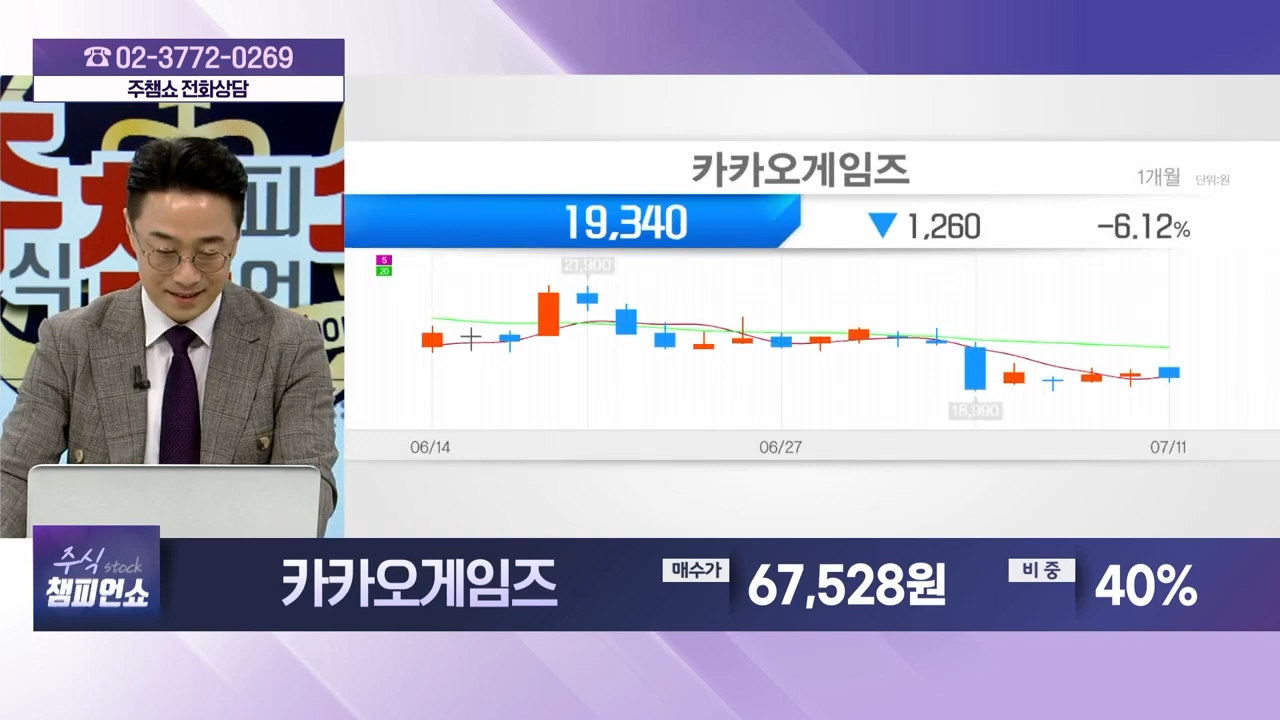 ☎02-3772-0269
주챔쇼 전화상담
카카오게임즈
1개월 단위:원
19,340 ▼1,260 -6.12%
5
20
21,900
18,990
06/14 06/27 07/11
주식 stock
챔피언쇼
카카오게임즈 매수가 67,528원 비중 40%
피
식
언